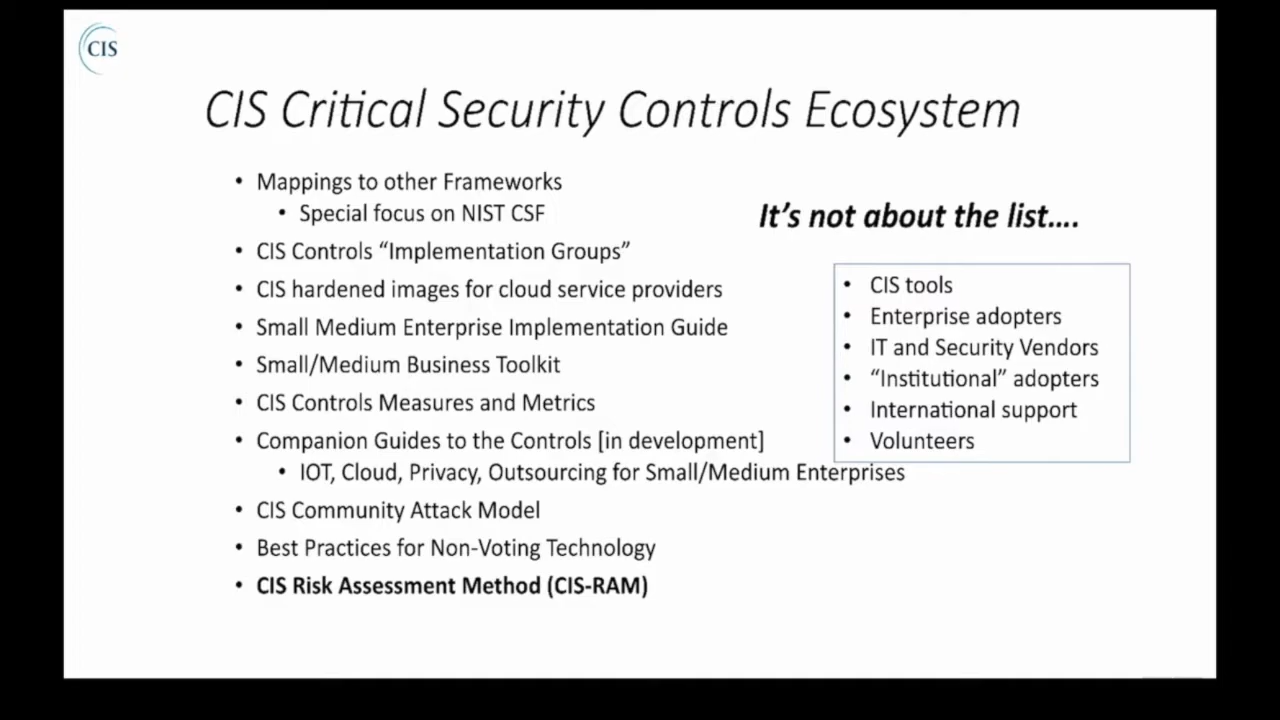 CIS
CIS Critical Security Controls Ecosystem
• Mappings to other Frameworks
• Special focus on NIST CSF
• CIS Controls “Implementation Groups”
• CIS hardened images for cloud service providers
• Small Medium Enterprise Implementation Guide
• Small/Medium Business Toolkit
• CIS Controls Measures and Metrics
• Companion Guides to the Controls [in development]
• IOT, Cloud, Privacy, Outsourcing for Small/Medium Enterprises
• CIS Community Attack Model
• Best Practices for Non-Voting Technology
• CIS Risk Assessment Method (CIS-RAM)
It’s not about the list....
• CIS tools
• Enterprise adopters
• IT and Security Vendors
• “Institutional” adopters
• International support
• Volunteers